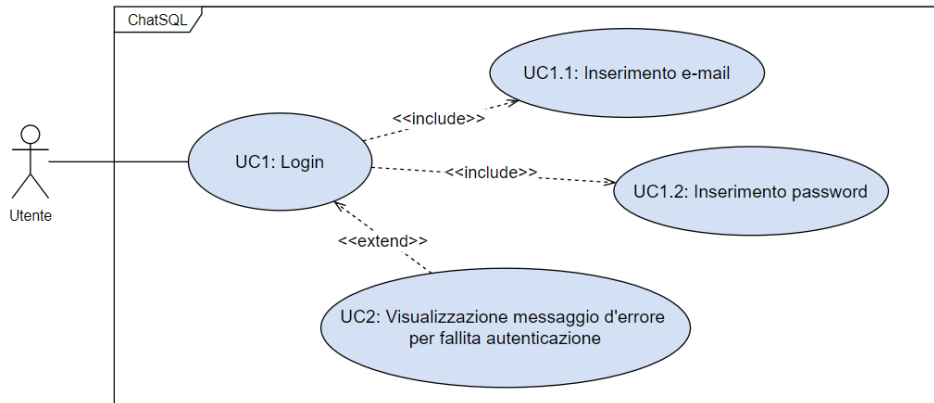 ChatSQL
UC1.1: Inserimento e-mail
<<include>>
UC1: Login
<<include>>
UC1.2: Inserimento password
Utente
<<extend>>
UC2: Visualizzazione messaggio d'errore
per fallita autenticazione